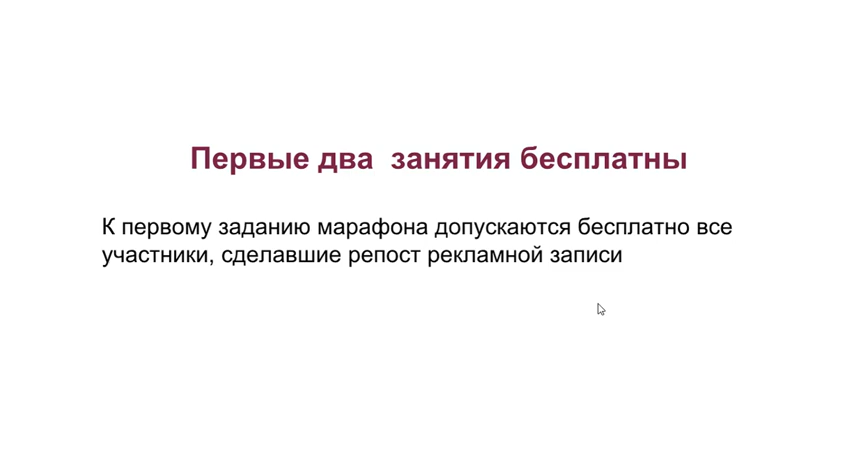 Первые два  занятия бесплатны
К первому заданию марафона допускаются бесплатно все
участники, сделавшие репост рекламной записи